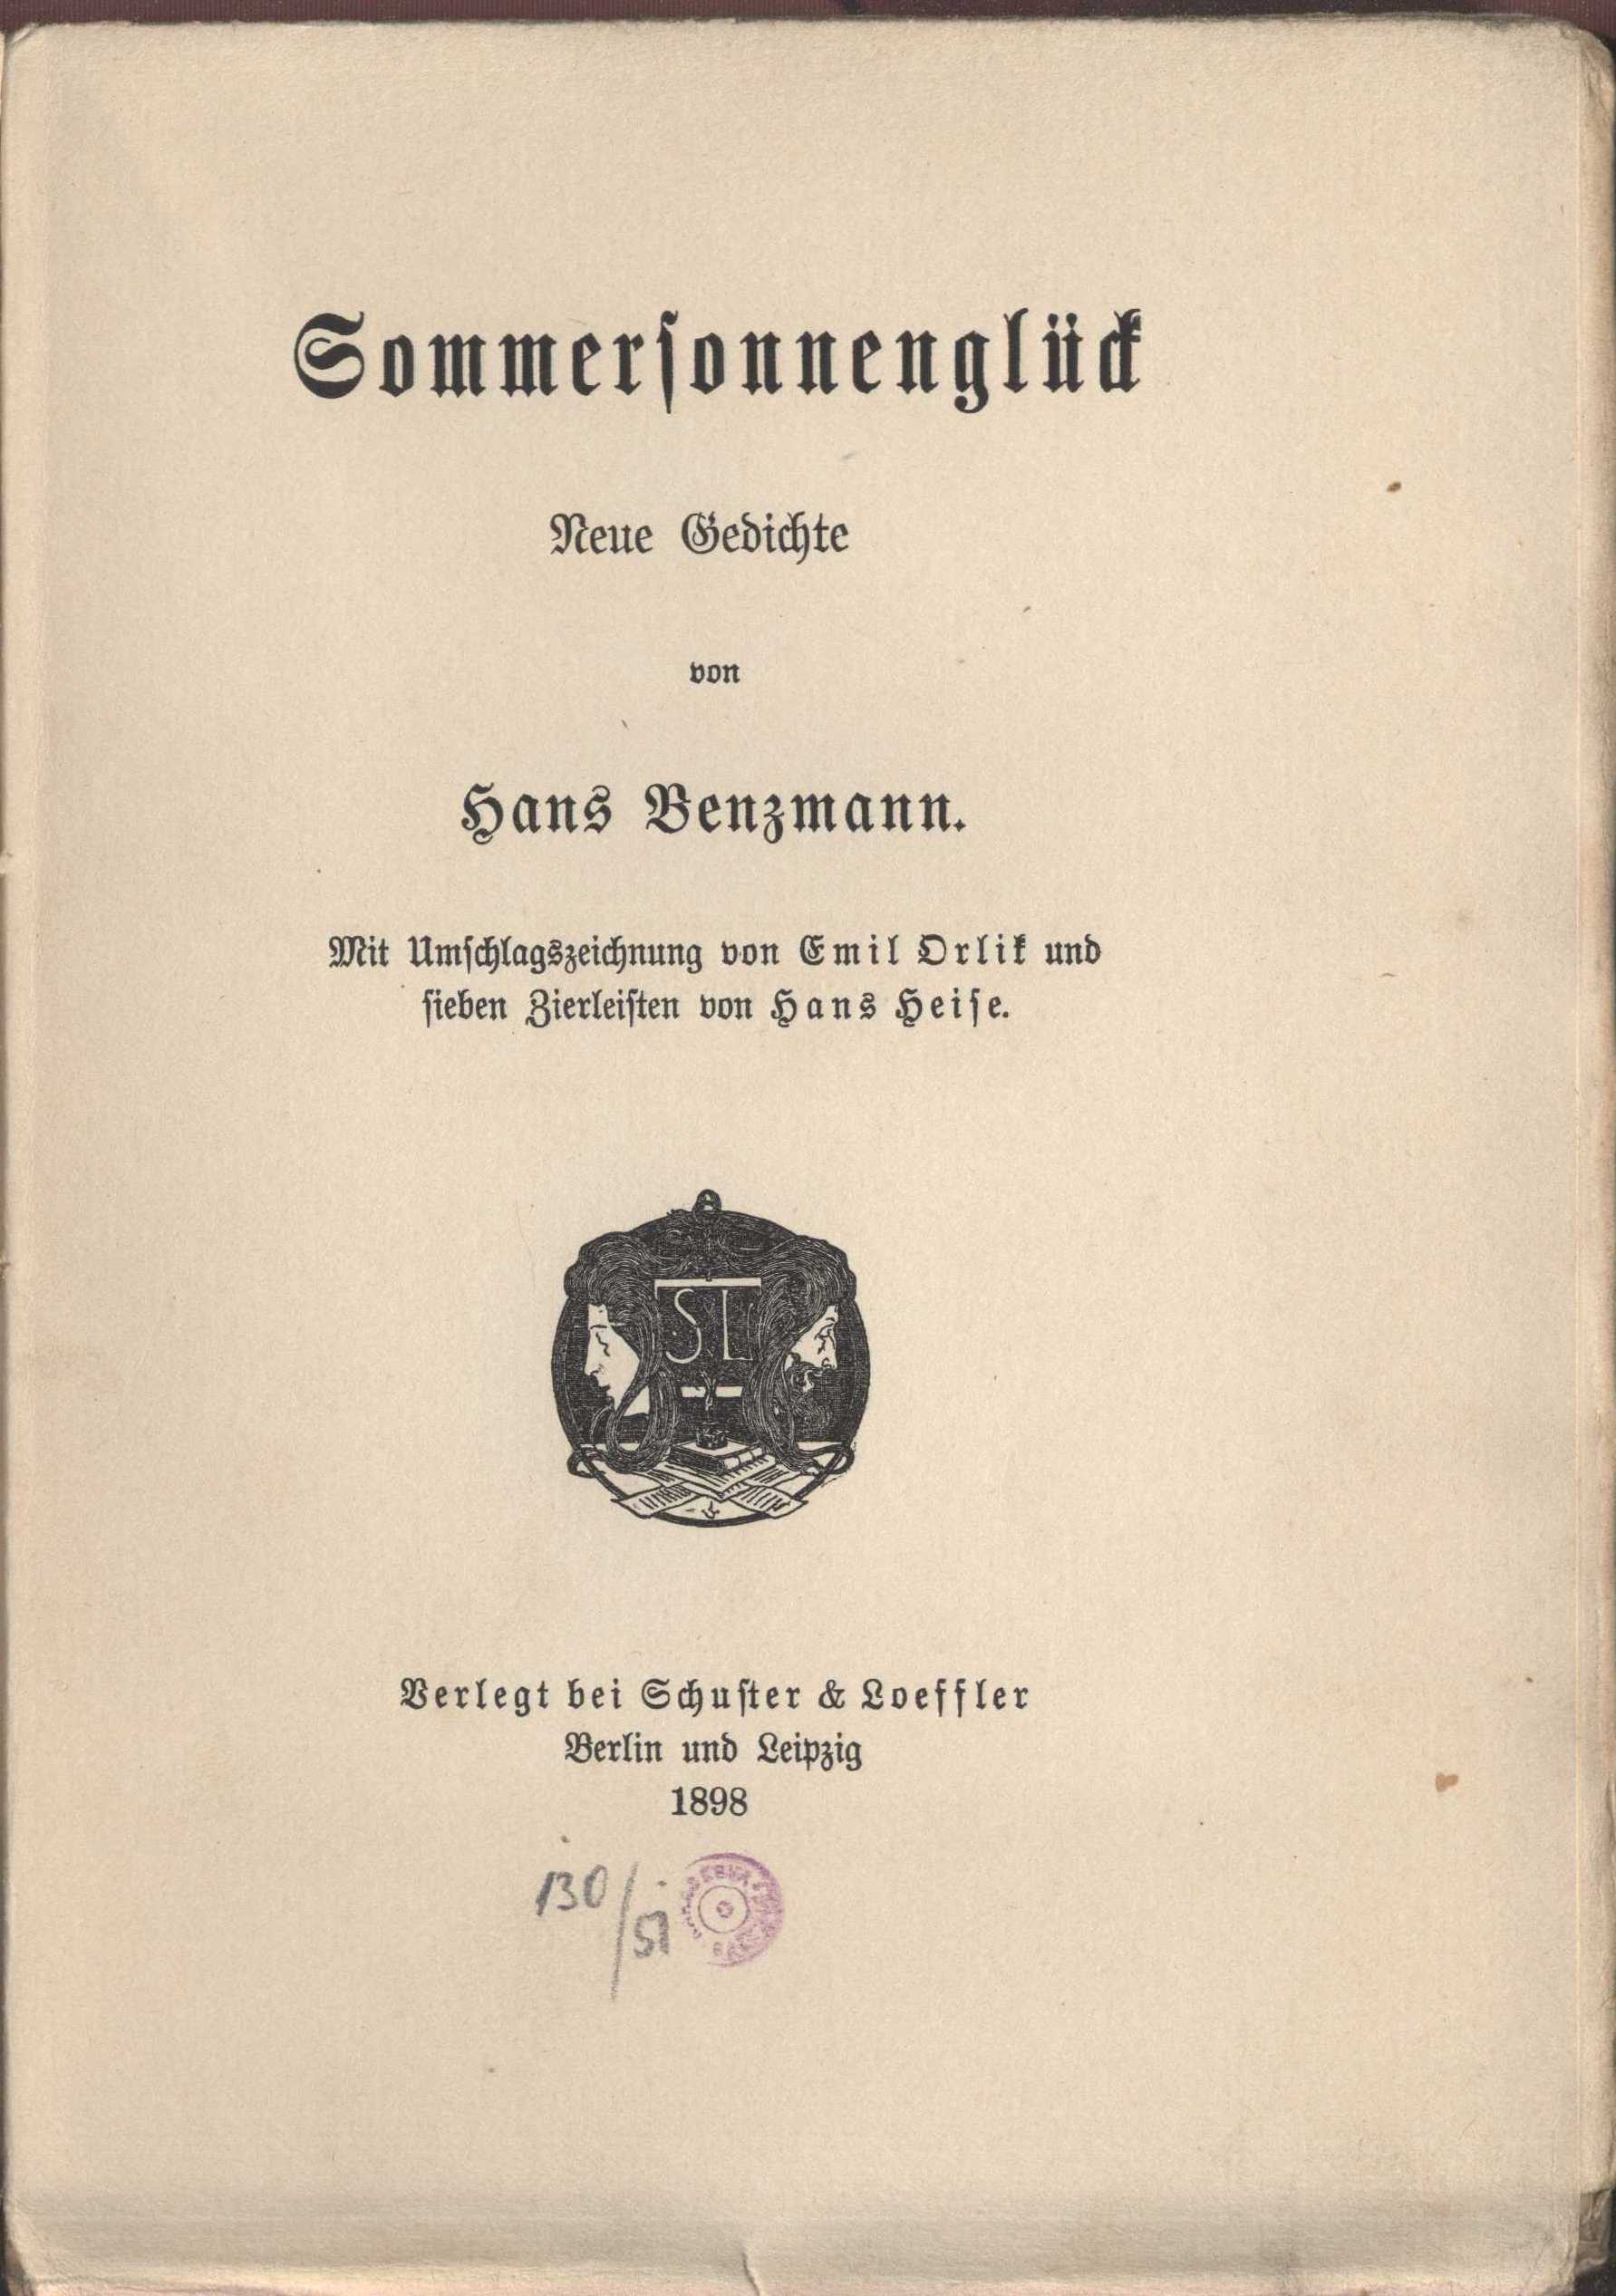 Sommerſonnenglück
Neue Gedichte
von
Hans Benzmann.
Mit Umſchlagszeichnung von Emil Orlik und
ſieben Zierleiſten von Hans Heiſe.
SL
Verlegt bei Schuſter & Loeffler
Berlin und Leipzig
1898
130/51